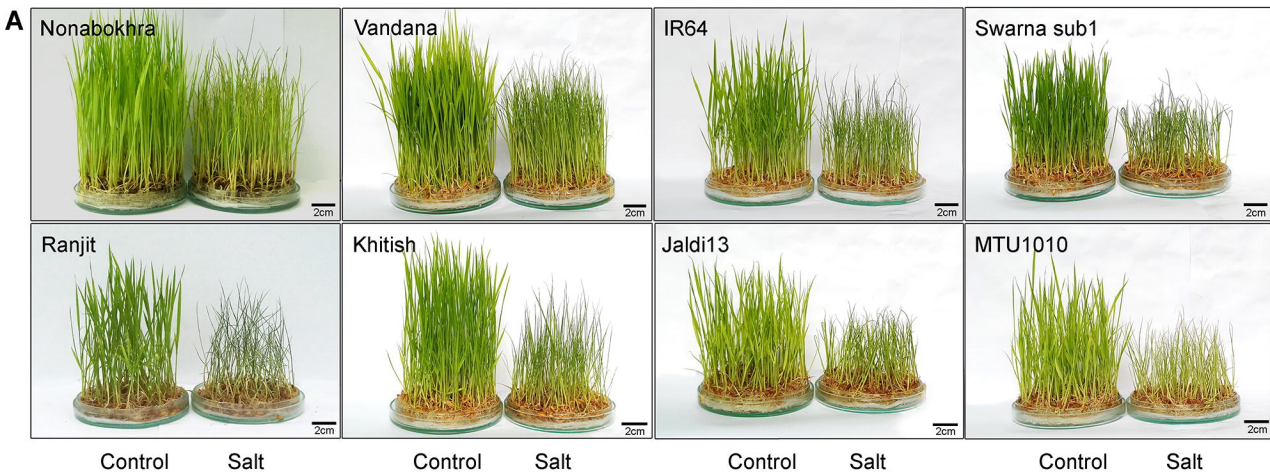 A
Nonabokhra
Vandana
IR64
Swarna sub1
2cm
2cm
2cm
2cm
Ranjit
Khitish
Jaldi13
MTU1010
2cm
2cm
2cm
2cm
Control Salt Control Salt Control Salt Control Salt